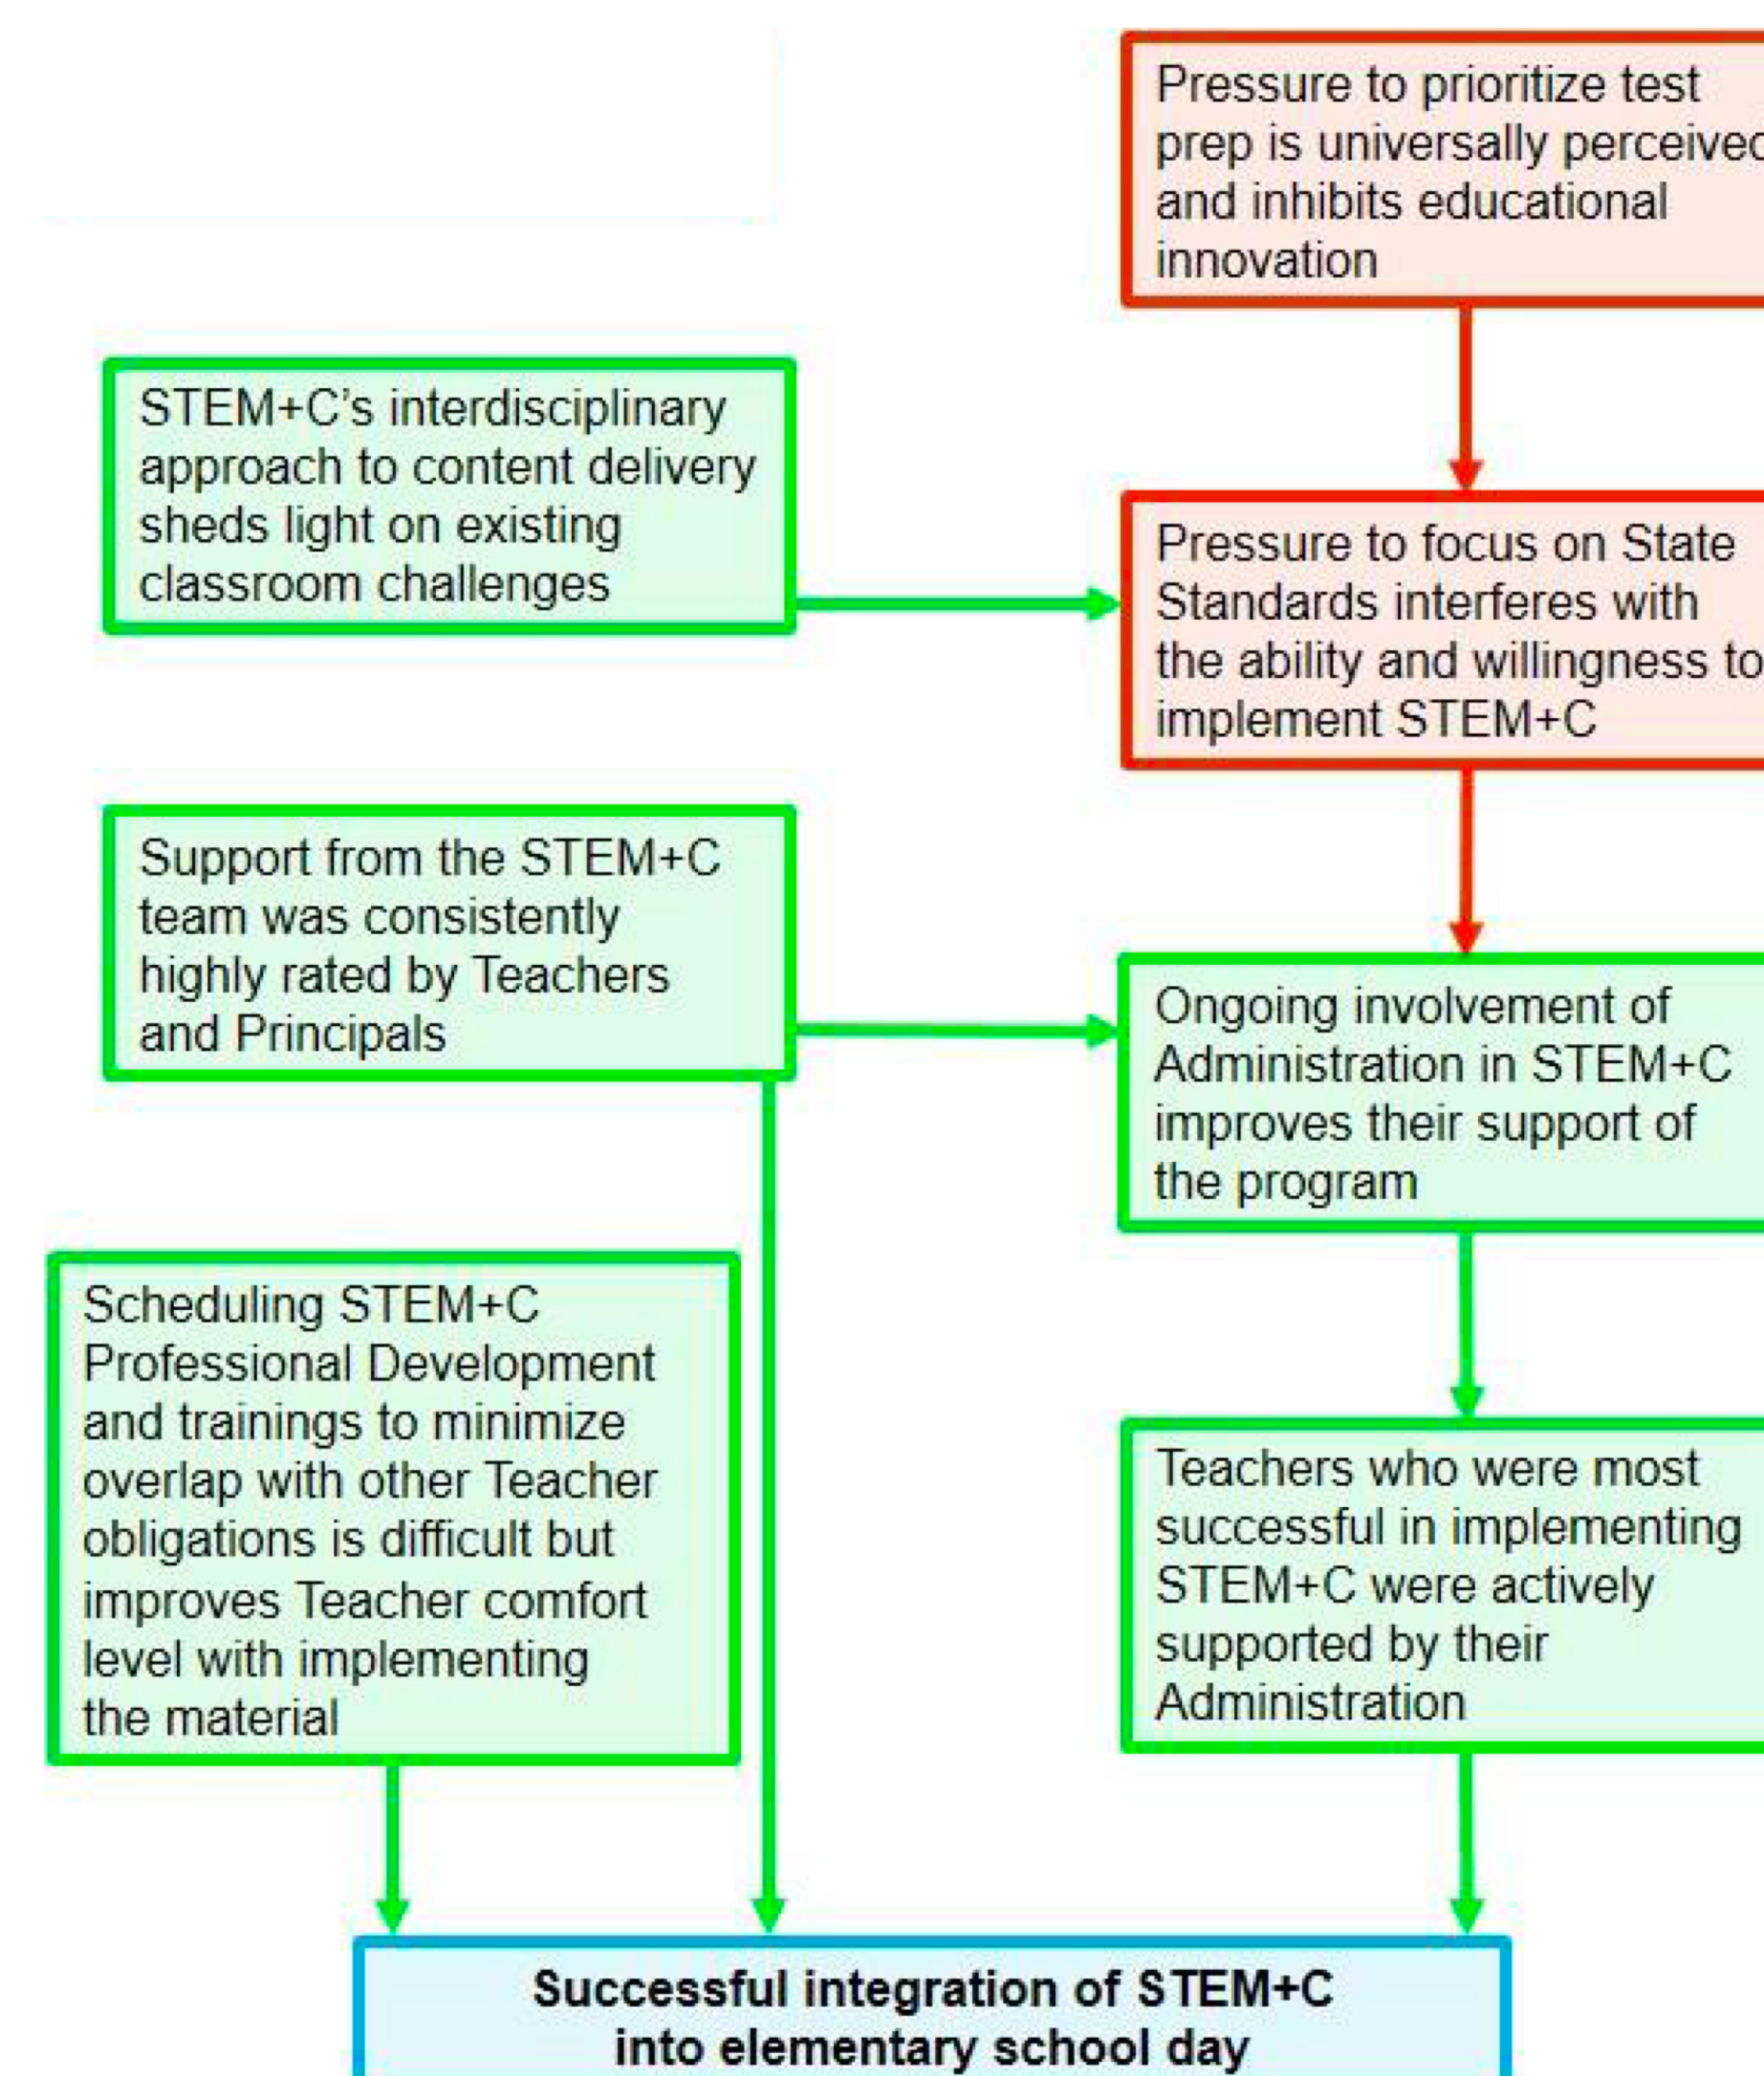 Pressure to prioritize test
prep is universally perceived
and inhibits educational
innovation
STEM+C’s interdisciplinary
approach to content delivery
sheds light on existing
classroom challenges
Pressure to focus on State
Standards interferes with
the ability and willingness to
implement STEM+C
Support from the STEM+C
team was consistently
highly rated by Teachers
and Principals
Ongoing involvement of
Administration in STEM+C
improves their support of
the program
Scheduling STEM+C
Professional Development
and trainings to minimize
overlap with other Teacher
obligations is difficult but
improves Teacher comfort
level with implementing
the material
Teachers who were most
successful in implementing
STEM+C were actively
supported by their
Administration
Successful integration of STEM+C
into elementary school day